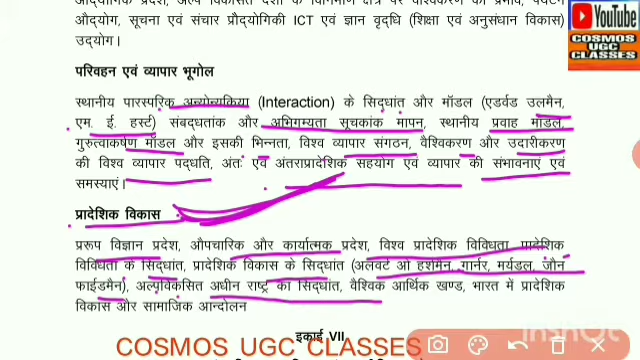 औद्योगिक प्रदेश, अल्प विकसित देशों के विनिर्माण क्षेत्र पर वैश्वीकरण का प्रभाव, पर्यटन
औद्योग, सूचना एवं संचार प्रौद्योगिकी ICT एवं ज्ञान वृद्धि (शिक्षा एवं अनुसंधान विकास)
उद्योग।
YouTube
COSMOS
UGC
CLASSES
परिवहन एवं व्यापार भूगोल
स्थानीय पारस्परिक अन्योन्यक्रिया (Interaction) के सिद्धांत और मॉडल (एडवर्ड उलमैन,
एम. ई. हर्स्ट) संबद्धतांक और अभिगम्यता सूचकांक मापन, स्थानीय प्रवाह मॉडल,
गुरुत्वाकर्षण मॉडल और इसकी भिन्नता, विश्व व्यापार संगठन, वैश्विकरण और उदारीकरण
की विश्व व्यापार पद्धति, अंतः एवं अंतराप्रादेशिक सहयोग एवं व्यापार की संभावनाएं एवं
समस्याएं।
प्रादेशिक विकास
प्ररूप विज्ञान प्रदेश, औपचारिक और कार्यात्मक प्रदेश, विश्व प्रादेशिक विविधता प्रादेशिक
विविधता के सिद्धांत, प्रादेशिक विकास के सिद्धांत (अलवर्ट ओ हर्शमैन, गार्नर, मर्यडल, जौन
फाईडमैन), अल्पविकसित अधीन राष्ट्र का सिद्धांत, वैश्विक आर्थिक खण्ड, भारत में प्रादेशिक
विकास और सामाजिक आन्दोलन
इकाई VII
COSMOS UGC CLASSES